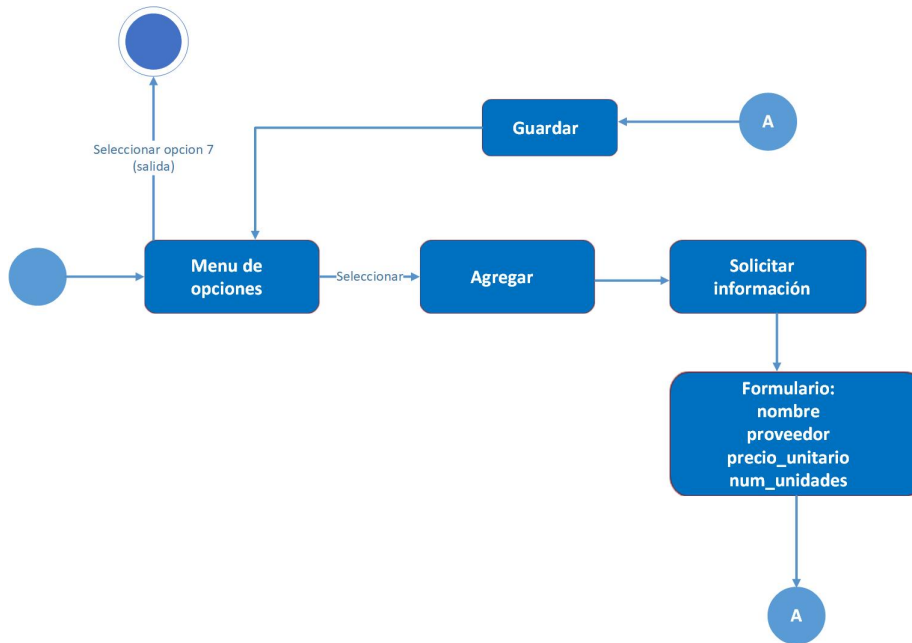 Seleccionar opcion 7
(salida)
Guardar
A
Menu de
opciones
Seleccionar
Agregar
Solicitar
información
Formulario:
nombre
proveedor
precio_unitario
num_unidades
A